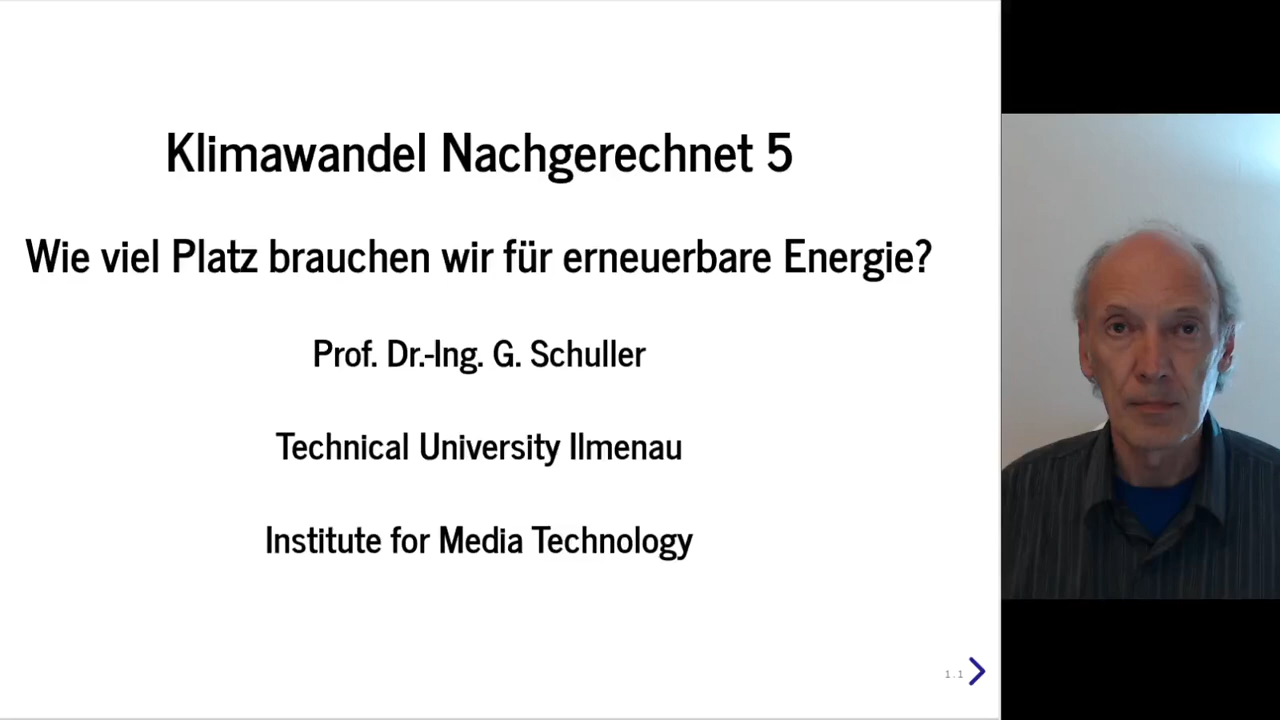 Klimawandel Nachgerechnet 5
Wie viel Platz brauchen wir für erneuerbare Energie?
Prof. Dr.-Ing. G. Schuller
Technical University Ilmenau
Institute for Media Technology
1.1